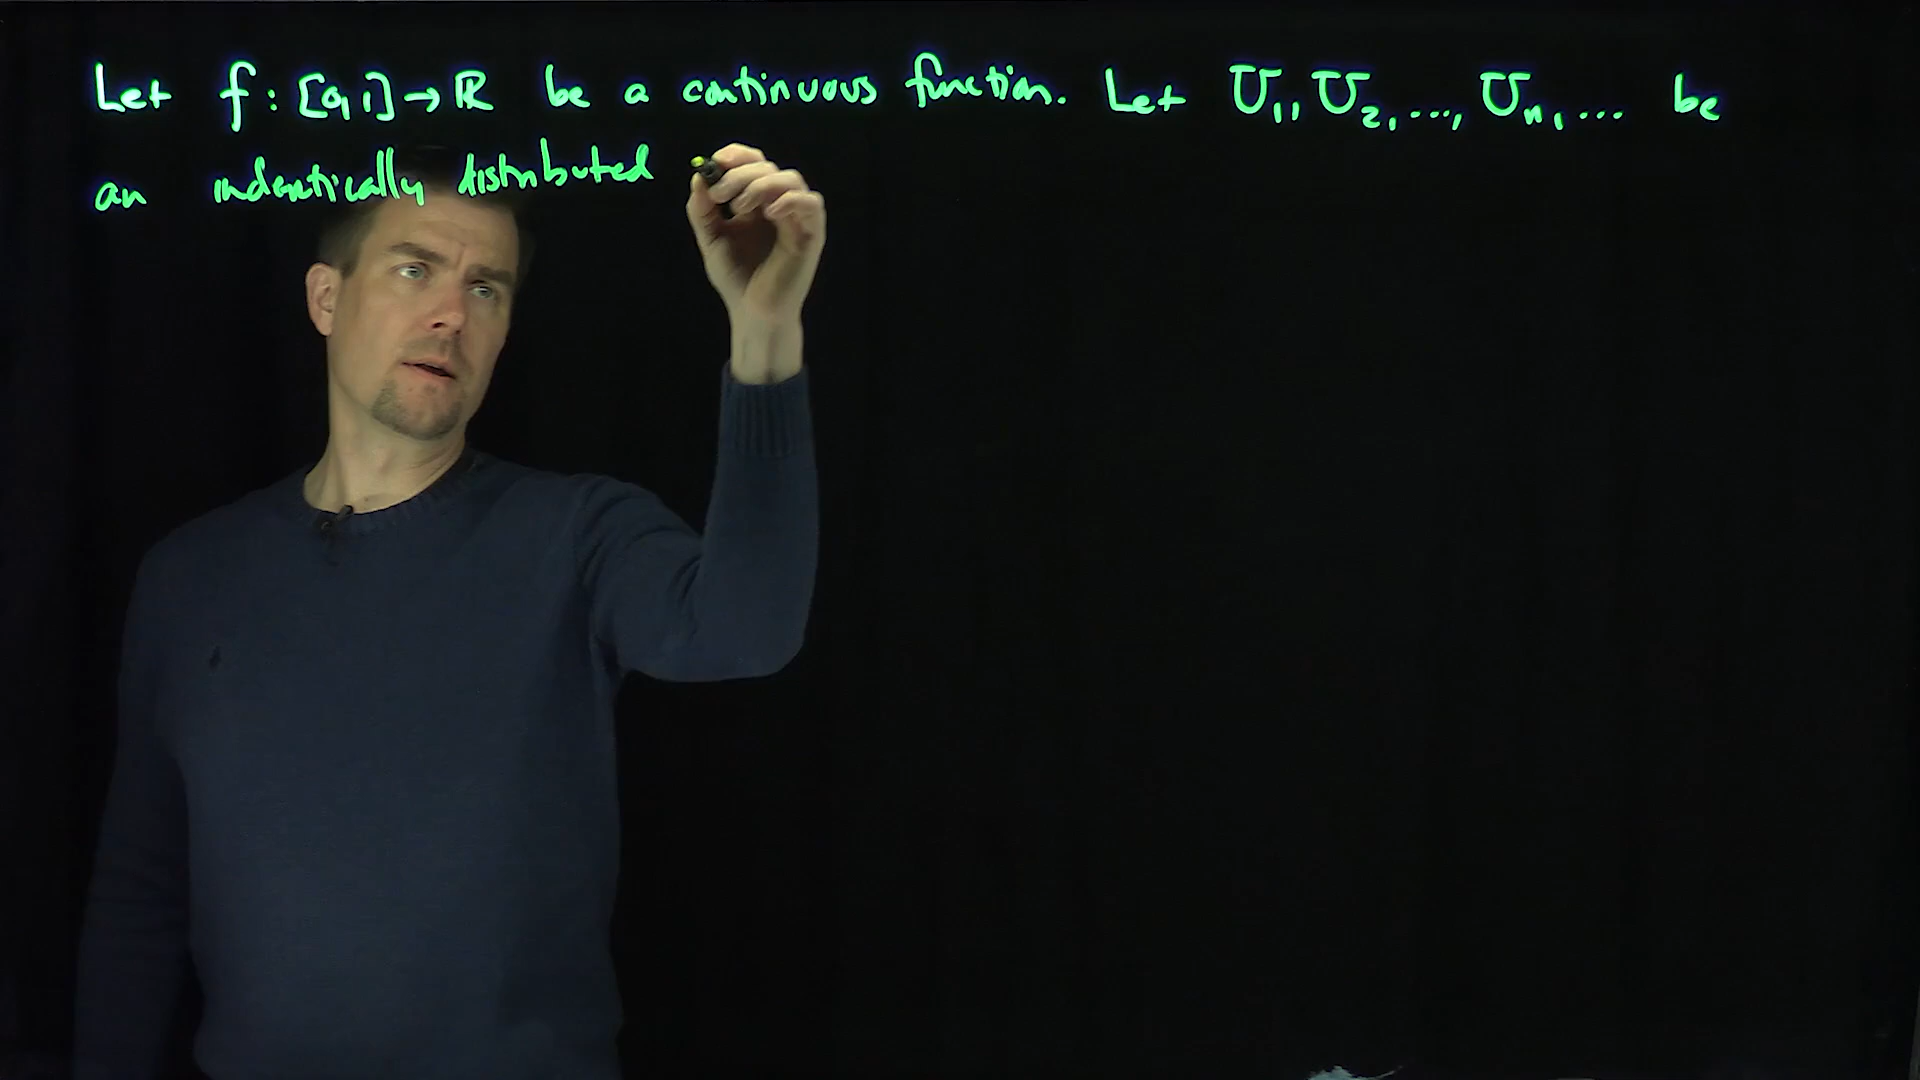 Let f: [0,1] → ℝ be a continuous function. Let U₁, U₂, ..., Uₙ, ... be
an indentically distributed